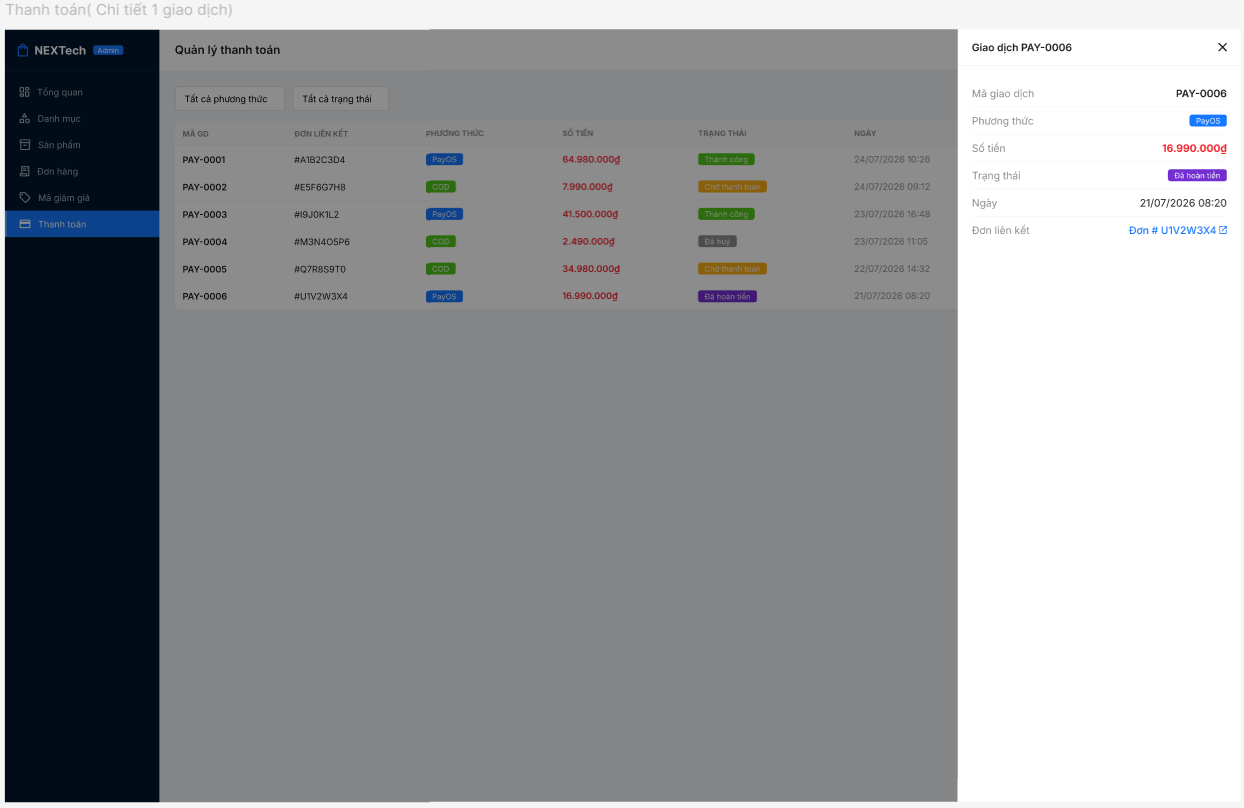 Thanh toán( Chi tiết 1 giao dịch)
NEXTech Admin
Tổng quan
Danh mục
Sản phẩm
Đơn hàng
Mã giảm giá
Thanh toán
Quản lý thanh toán
Tất cả phương thức Tất cả trạng thái
MÃ GD ĐƠN LIÊN KẾT PHƯƠNG THỨC SỐ TIỀN TRẠNG THÁI NGÀY
PAY-0001 #A1B2C3D4 PayOS 64.980.000₫ Thành công 24/07/2026 10:26
PAY-0002 #E5F6G7H8 COD 7.990.000₫ Chờ thanh toán 24/07/2026 09:12
PAY-0003 #I9J0K1L2 PayOS 41.500.000₫ Thành công 23/07/2026 16:48
PAY-0004 #M3N4O5P6 COD 2.490.000₫ Đã huỷ 23/07/2026 11:05
PAY-0005 #Q7R8S9T0 COD 34.980.000₫ Chờ thanh toán 22/07/2026 14:32
PAY-0006 #U1V2W3X4 PayOS 16.990.000₫ Đã hoàn tiền 21/07/2026 08:20
Giao dịch PAY-0006
Mã giao dịch PAY-0006
Phương thức PayOS
Số tiền 16.990.000₫
Trạng thái Đã hoàn tiền
Ngày 21/07/2026 08:20
Đơn liên kết Đơn # U1V2W3X4